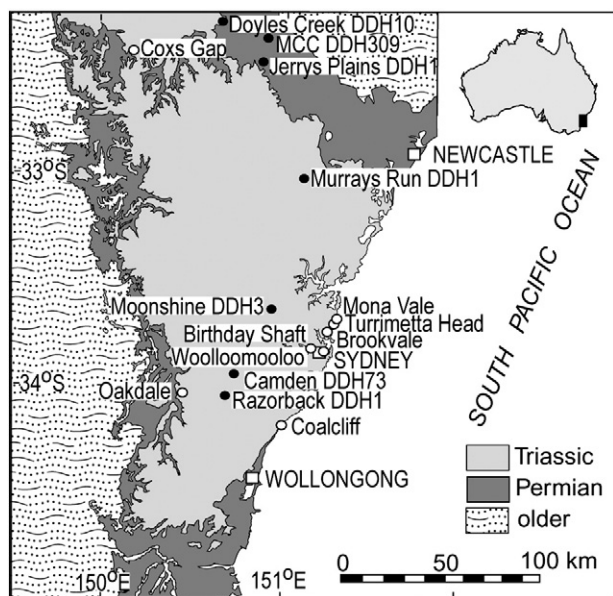 Doyles Creek DDH10
MCC DDH309
Coxs Gap
Jerrys Plains DDH1
NEWCASTLE
33°S
Murrays Run DDH1
SOUTH PACIFIC OCEAN
Moonshine DDH3
Mona Vale
Turrimetta Head
Birthday Shaft
Brookvale
Woolloomooloo
SYDNEY
34°S
Camden DDH73
Oakdale
Razorback DDH1
Coalcliff
Triassic
WOLLONGONG
Permian
older
150°E
151°E
0 50 100 km